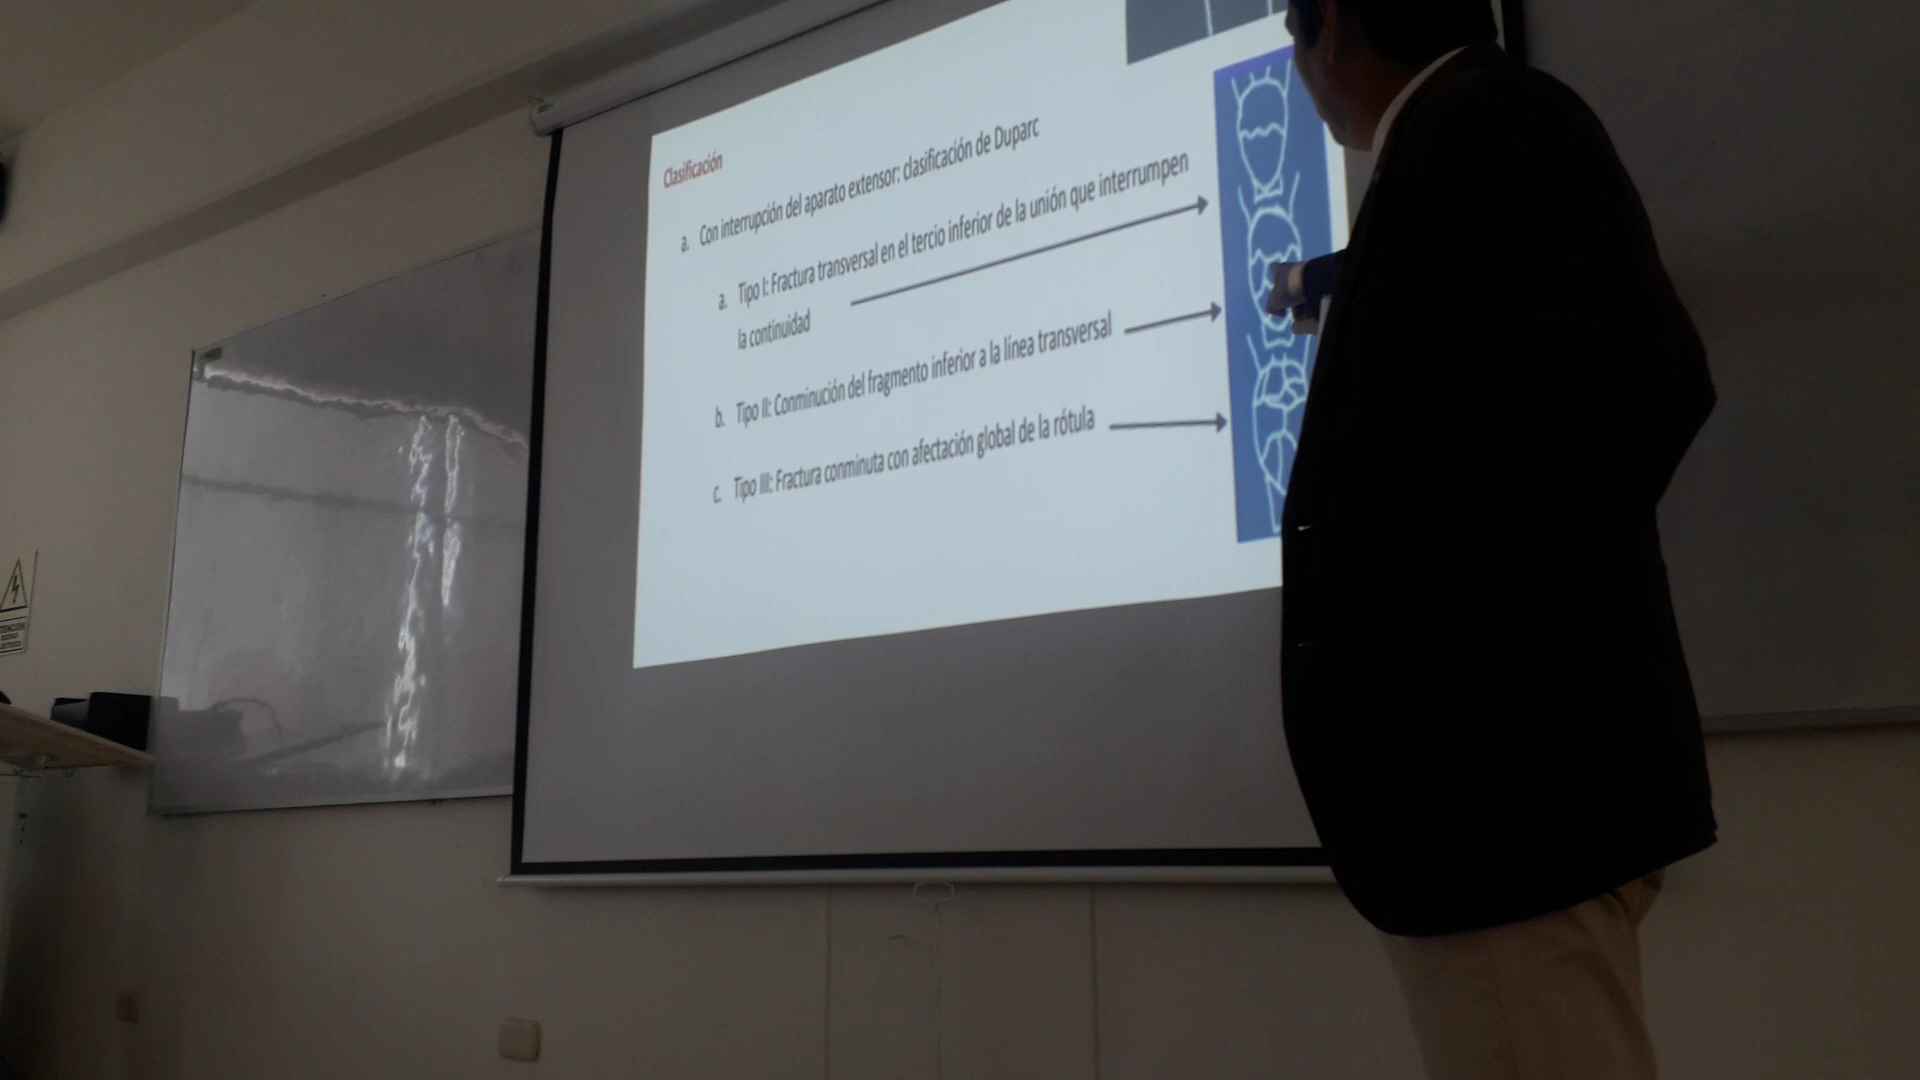 Clasificación
a. Con interrupción del aparato extensor: clasificación de Duparc
a. Tipo I: Fractura transversal en el tercio inferior de la unión que interrumpen
la continuidad
b. Tipo II: Conminución del fragmento inferior a la línea transversal
c. Tipo III: Fractura conminuta con afectación global de la rótula